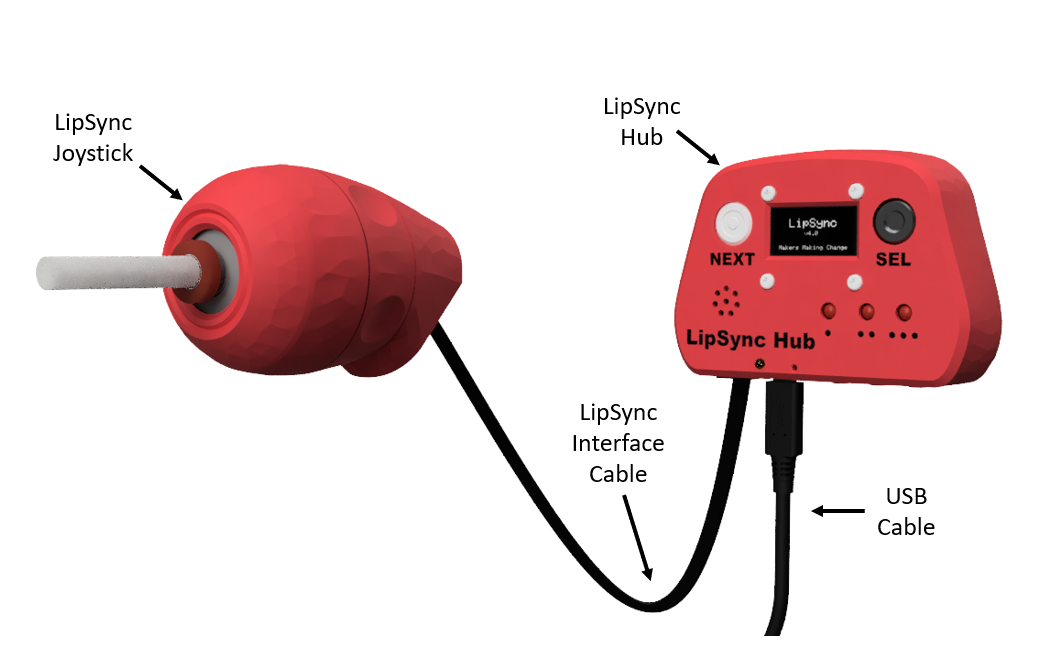 LipSync
Joystick
LipSync
Hub
LipSync
v4.0
Makers Making Change
NEXT
SEL
LipSync Hub
LipSync
Interface
Cable
USB
Cable